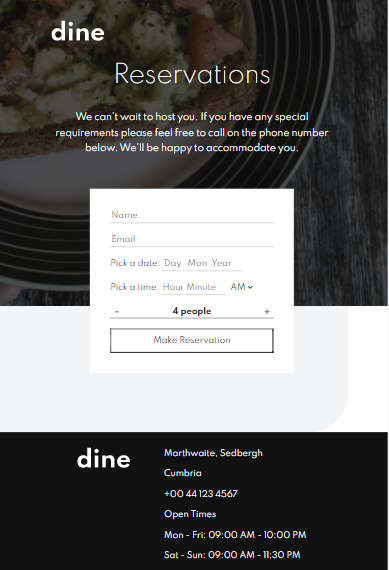 dine
Reservations
We can't wait to host you. If you have any special
requirements please feel free to call on the phone number
below. We'll be happy to accommodate you.
Name
Email
Pick a date: Day Mon Year
Pick a time: Hour Minute AM
- 4 people +
Make Reservation
dine
Marthwaite, Sedbergh
Cumbria
+00 44 123 4567
Open Times
Mon - Fri: 09:00 AM - 10:00 PM
Sat - Sun: 09:00 AM - 11:30 PM